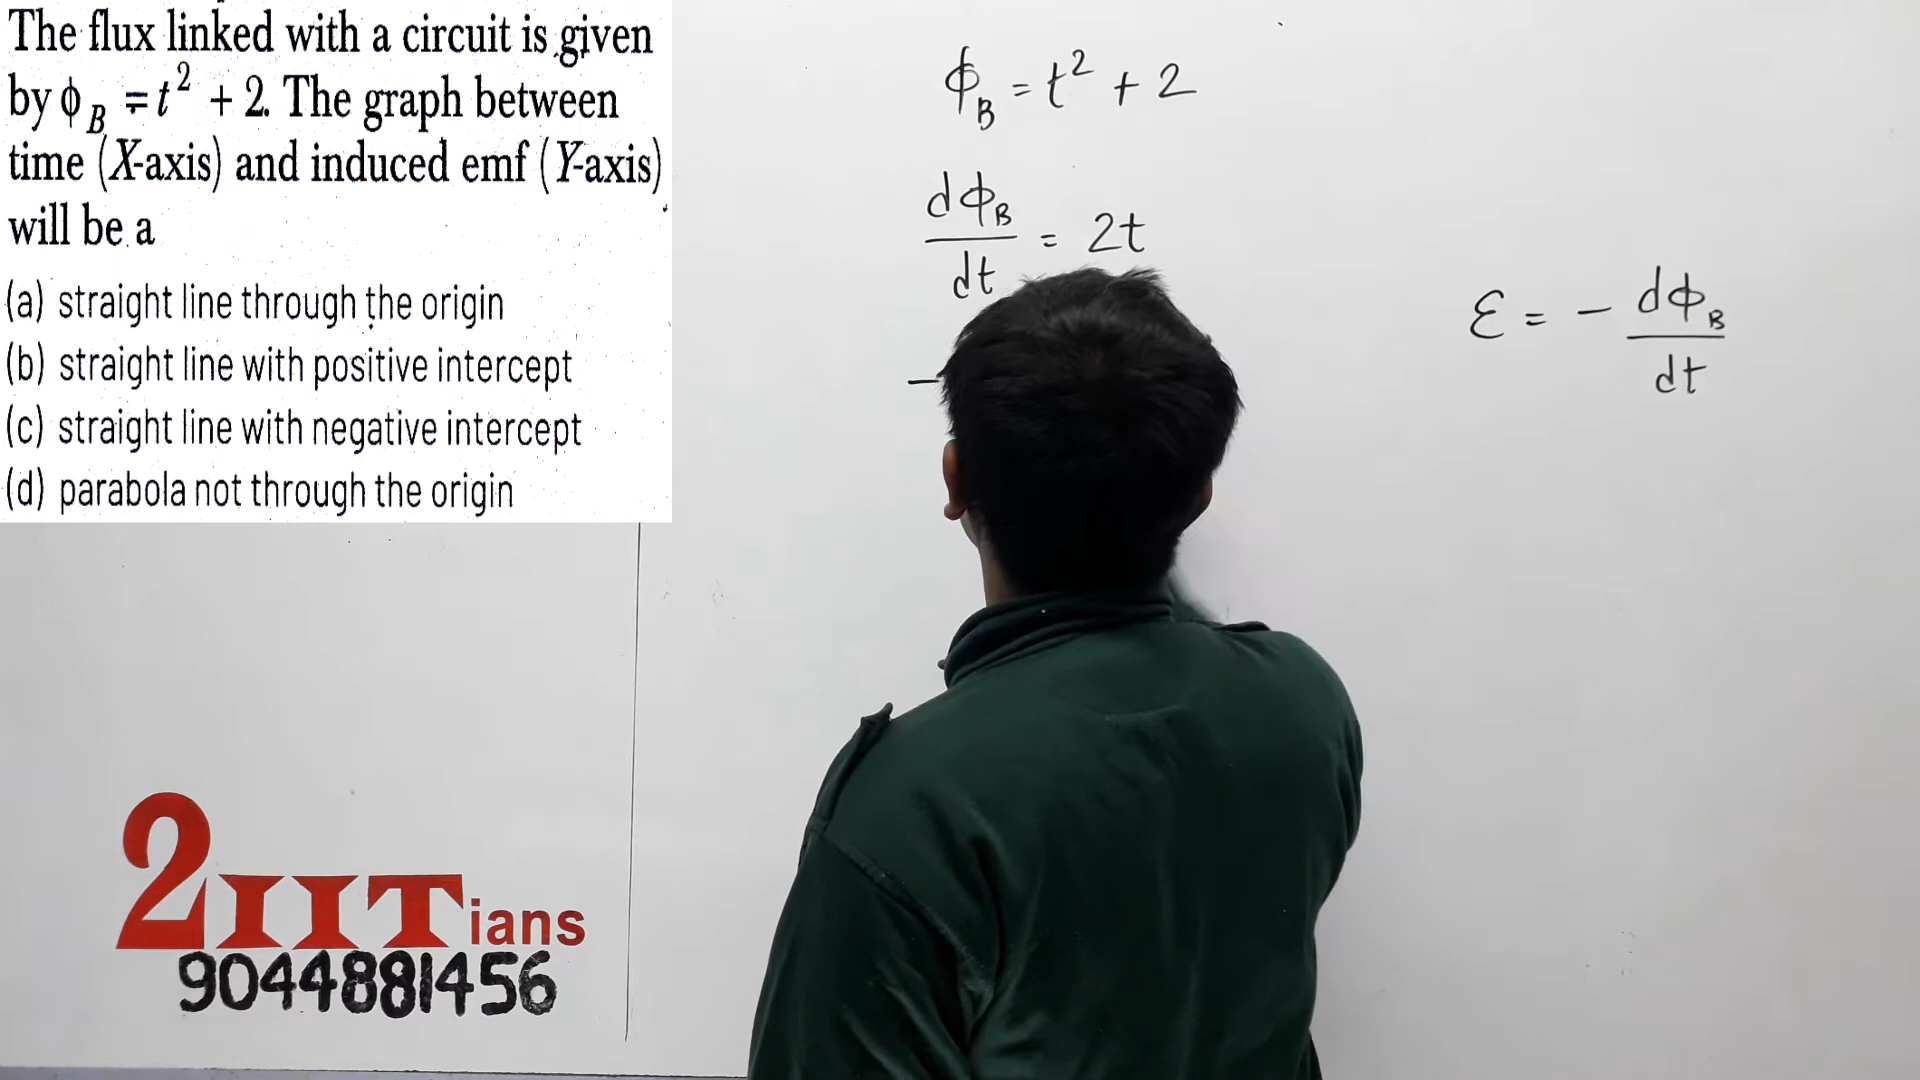 The flux linked with a circuit is given
by ϕ_B = t² + 2. The graph between
time (X-axis) and induced emf (Y-axis)
will be a
(a) straight line through the origin
(b) straight line with positive intercept
(c) straight line with negative intercept
(d) parabola not through the origin
ϕ_B = t² + 2
dϕ_B/dt = 2t
-
ε = - dϕ_B/dt
2IITians
9044881456